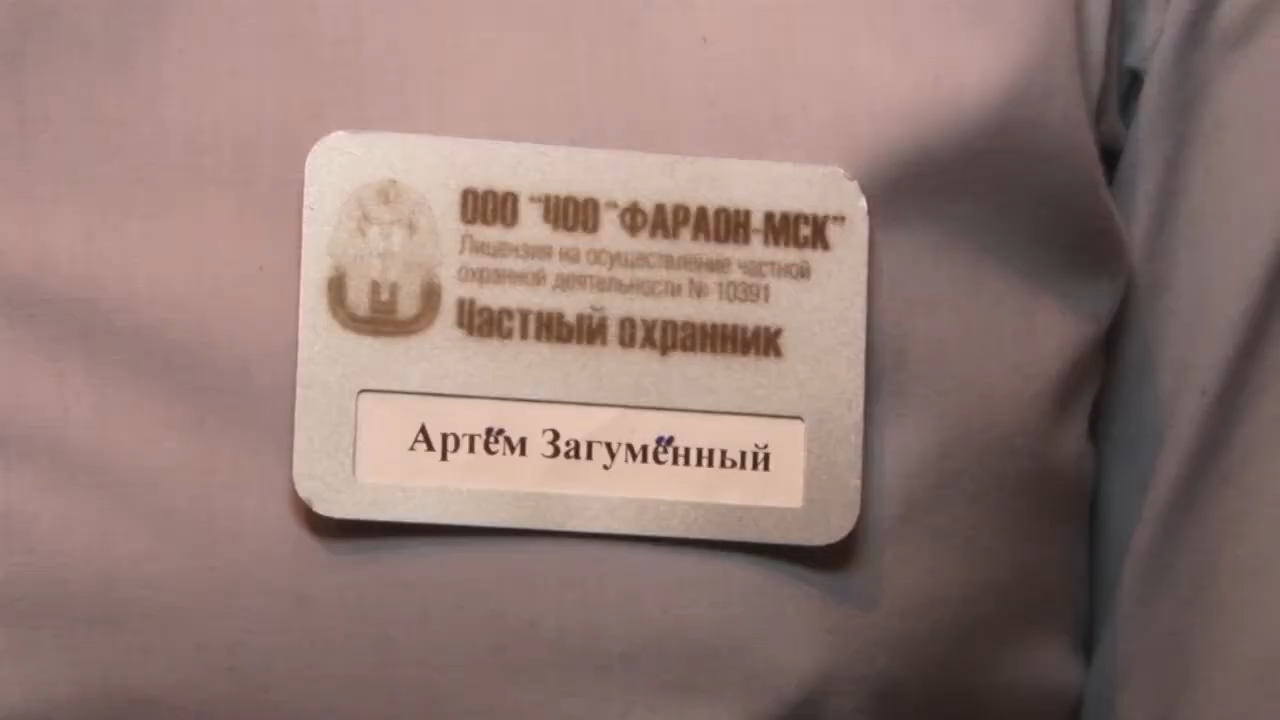 ООО "ЧОО "ФАРАОН-МСК"
Лицензия на осуществление частной
охранной деятельности № 10391
Частный охранник
Артём Загумённый